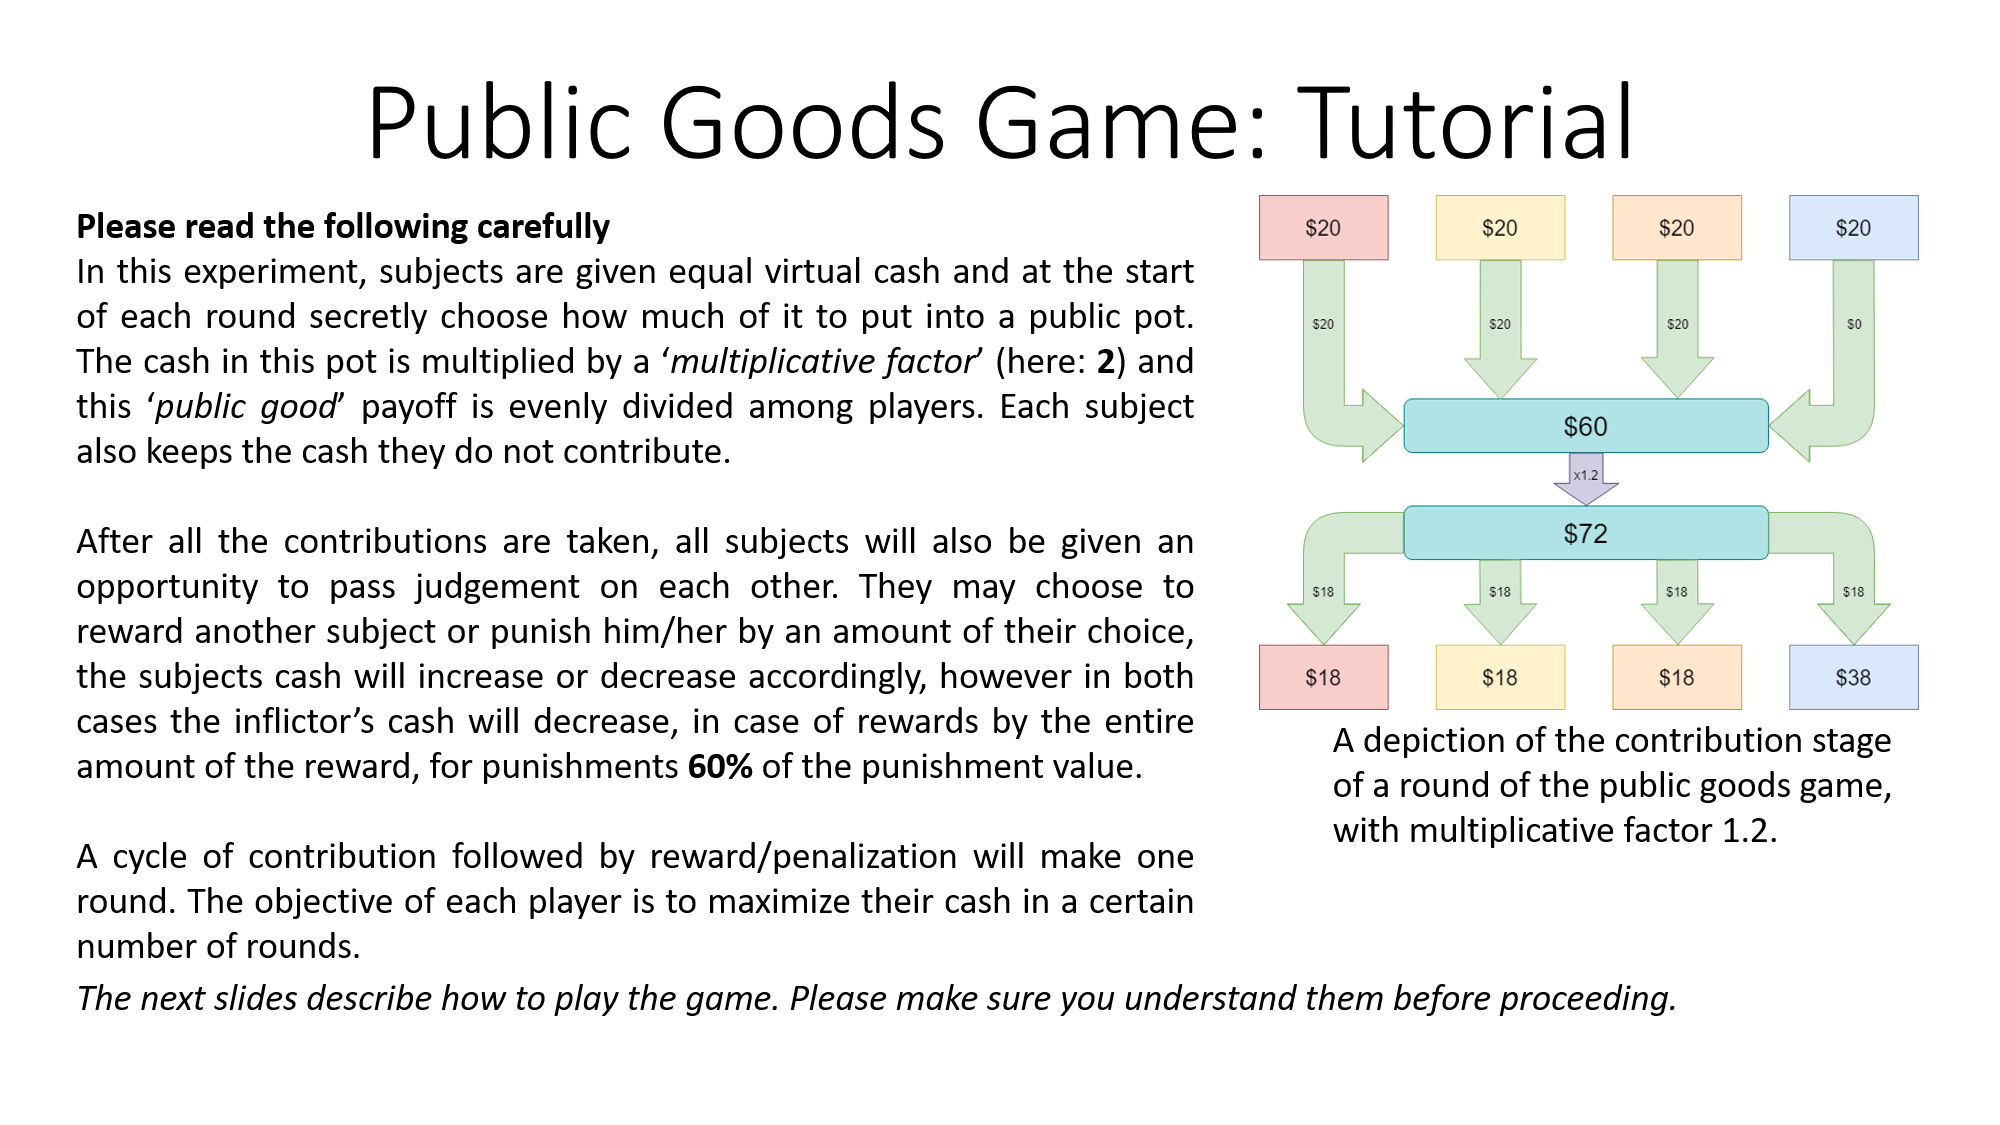 Public Goods Game: Tutorial
Please read the following carefully
In this experiment, subjects are given equal virtual cash and at the start
of each round secretly choose how much of it to put into a public pot.
The cash in this pot is multiplied by a ‘multiplicative factor’ (here: 2) and
this ‘public good’ payoff is evenly divided among players. Each subject
also keeps the cash they do not contribute.
After all the contributions are taken, all subjects will also be given an
opportunity to pass judgement on each other. They may choose to
reward another subject or punish him/her by an amount of their choice,
the subjects cash will increase or decrease accordingly, however in both
cases the inflictor’s cash will decrease, in case of rewards by the entire
amount of the reward, for punishments 60% of the punishment value.
A cycle of contribution followed by reward/penalization will make one
round. The objective of each player is to maximize their cash in a certain
number of rounds.
The next slides describe how to play the game. Please make sure you understand them before proceeding.
$20 $20 $20 $20
$20 $20 $20 $0
$60
x1.2
$72
$18 $18 $18 $18
$18 $18 $18 $38
A depiction of the contribution stage
of a round of the public goods game,
with multiplicative factor 1.2.